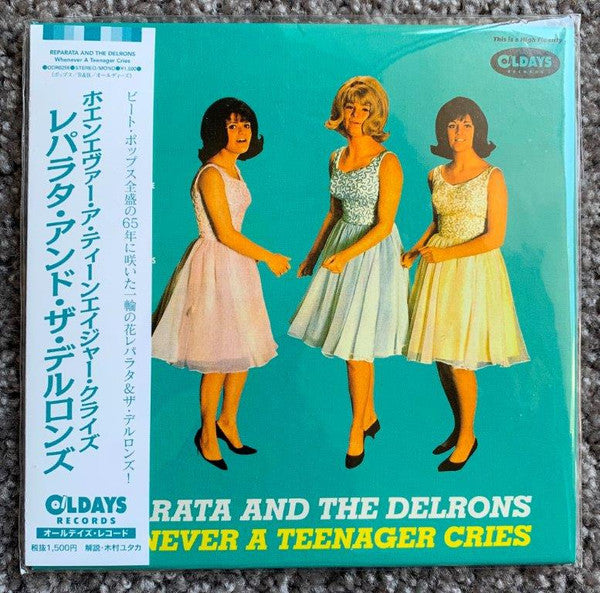 REPARATA AND THE DELRONS
Whenever A Teenager Cries
ホエンエヴァー・ア・ティーンエイジャー・クライズ
レパラタ・アンド・ザ・デルロンズ
ビート・ポップス全盛の65年に咲いた一輪の花レパラタ&ザ・デルロンズ!
OLDAYS
RECORDS
オールデイズ・レコード
税抜1,500円 解説・木村ユタカ
This is a High Fidelity
OLDAYS
RECORDS
RATA AND THE DELRONS
NEVER A TEENAGER CRIES